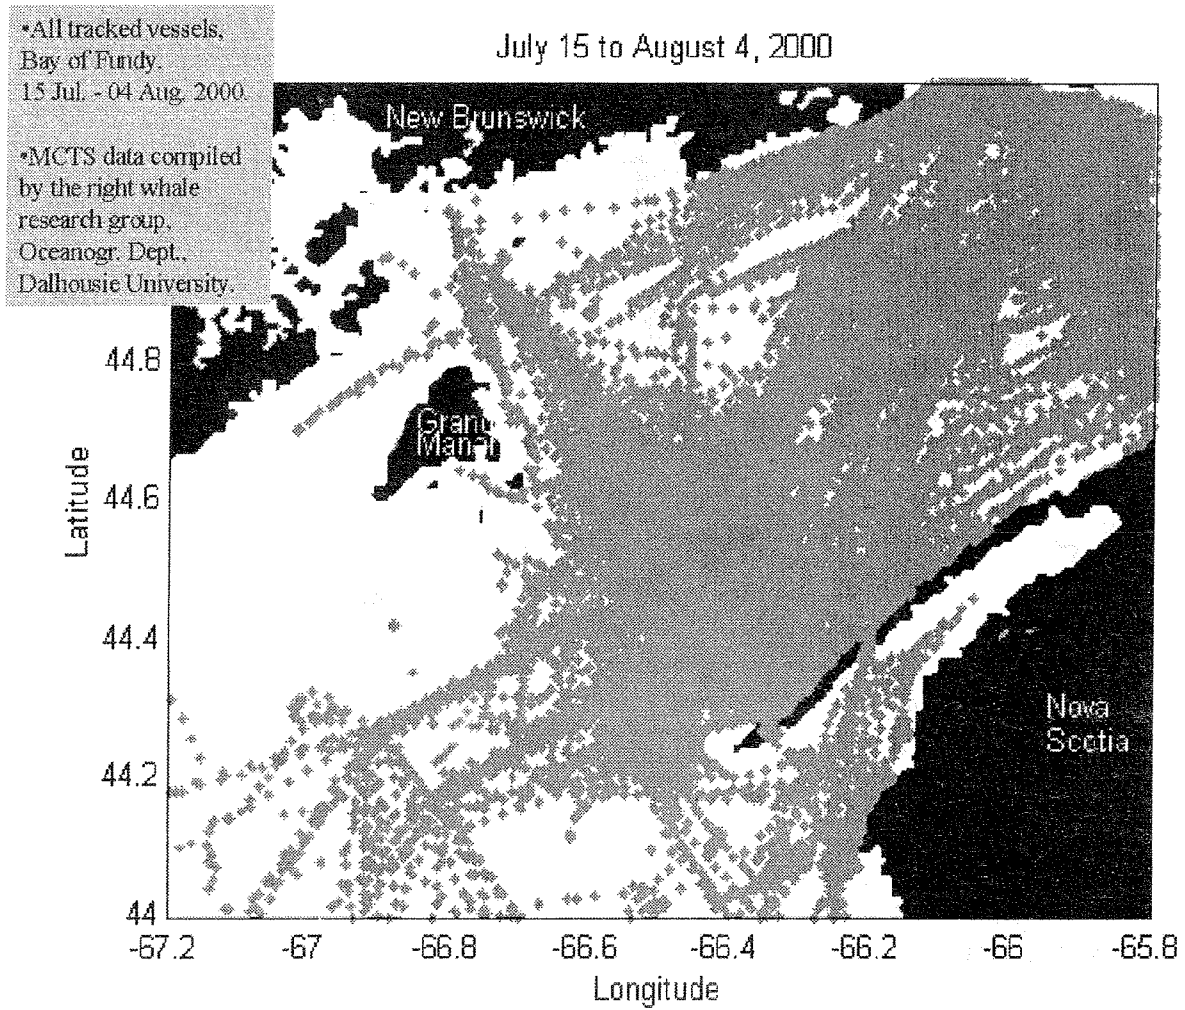 •All tracked vessels,
Bay of Fundy.
15 Jul. - 04 Aug. 2000.
•MCTS data compiled
by the right whale
research group,
Oceanogr. Dept.,
Dalhousie University.
July 15 to August 4, 2000
New Brunswick
Grand
Manan
Nova
Scotia
Latitude
44.8
44.6
44.4
44.2
44
-67.2 -67 -66.8 -66.6 -66.4 -66.2 -66 -65.8
Longitude